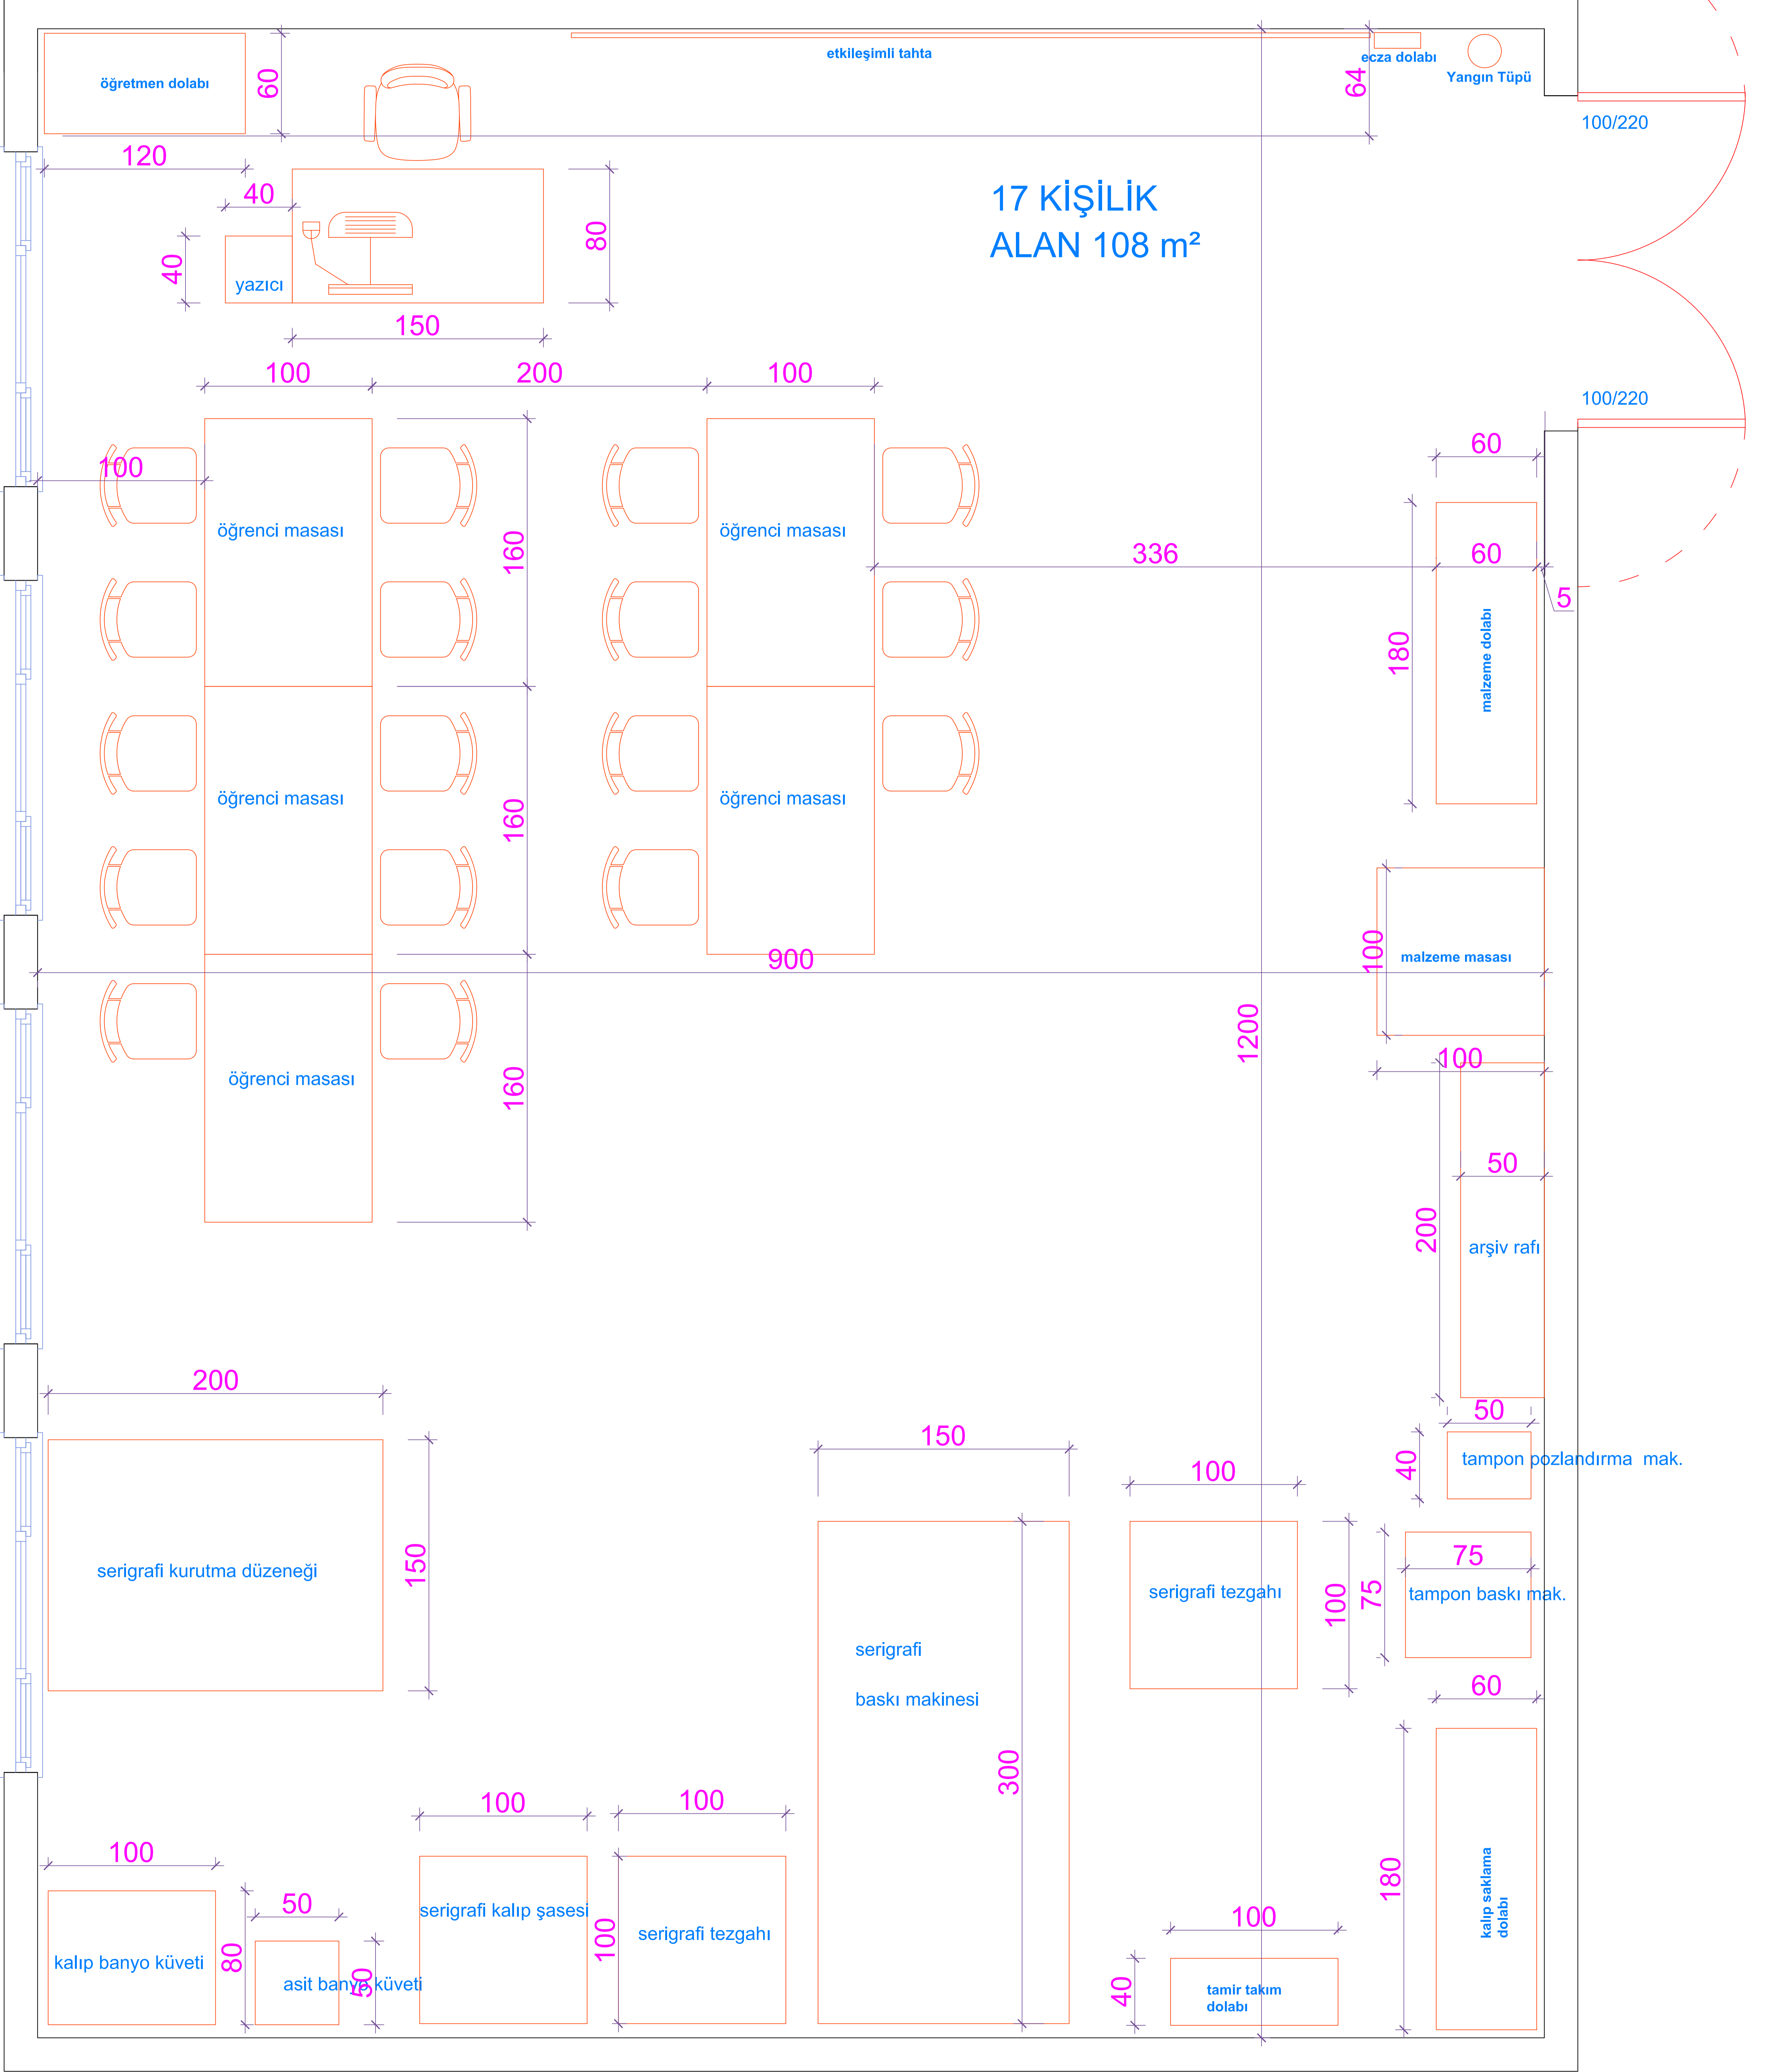 etkileşimli tahta
ecza dolabı
Yangın Tüpü
öğretmen dolabı
60
64
100/220
120
40
17 KİŞİLİK
ALAN 108 m²
80
40
yazıcı
150
100
200
100
100/220
60
100
öğrenci masası
160
öğrenci masası
336
60
5
180
malzeme dolabı
öğrenci masası
160
öğrenci masası
900
100
malzeme masası
1200
100
öğrenci masası
160
50
200
arşiv rafı
200
50
150
40
tampon pozlandırma mak.
100
150
serigrafi kurutma düzeneği
75
75
tampon baskı mak.
serigrafi tezgahı
100
serigrafi
baskı makinesi
60
300
100
100
100
180
kalıp saklama
dolabı
50
serigrafi kalıp şasesi
100
100
serigrafi tezgahı
80
kalıp banyo küveti
50
asit banyo küveti
40
tamir takım
dolabı